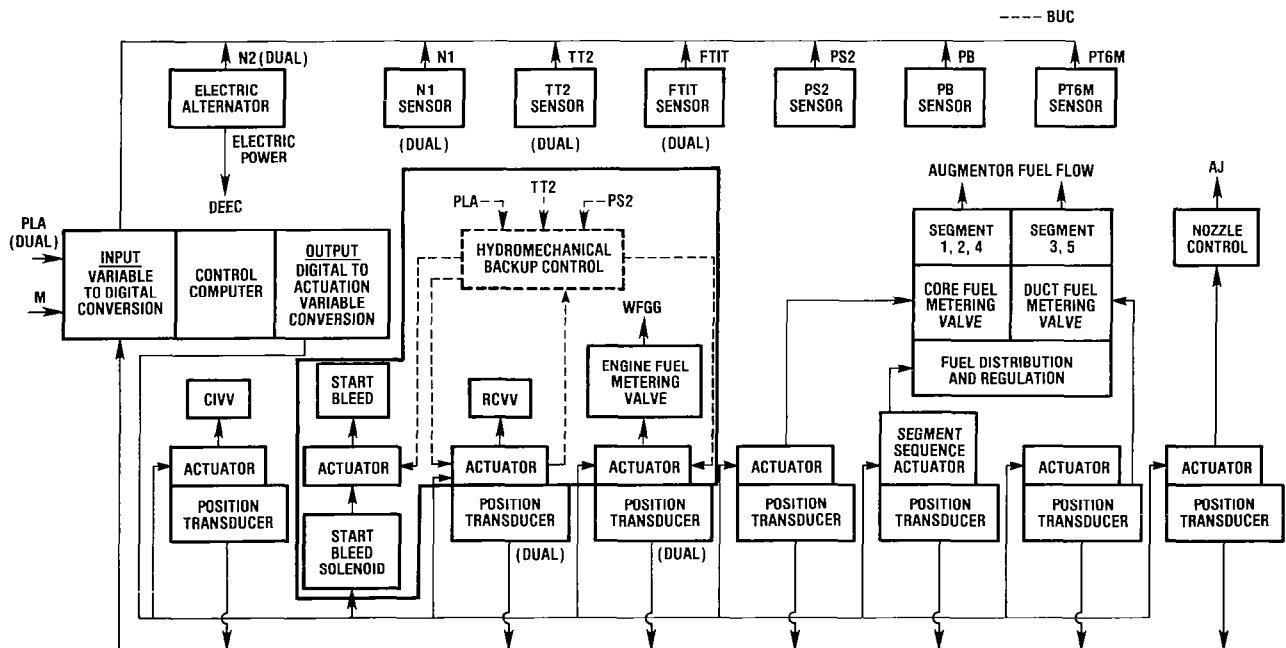 BUC
N2 (DUAL)
N1
TT2
FTIT
PS2
PB
PT6M
ELECTRIC
ALTERNATOR
N1
SENSOR
TT2
SENSOR
FTIT
SENSOR
PS2
SENSOR
PB
SENSOR
PT6M
SENSOR
(DUAL)
(DUAL)
(DUAL)
ELECTRIC
POWER
DEEC
PLA
(DUAL)
M
INPUT
VARIABLE
TO DIGITAL
CONVERSION
CONTROL
COMPUTER
OUTPUT
DIGITAL TO
ACTUATION
VARIABLE
CONVERSION
PLA
TT2
PS2
HYDROMECHANICAL
BACKUP CONTROL
AUGMENTOR FUEL FLOW
SEGMENT
1, 2, 4
SEGMENT
3, 5
CORE FUEL
METERING
VALVE
DUCT FUEL
METERING
VALVE
FUEL DISTRIBUTION
AND REGULATION
AJ
NOZZLE
CONTROL
WFGG
ENGINE FUEL
METERING
VALVE
CIVV
START
BLEED
RCVV
ACTUATOR
ACTUATOR
ACTUATOR
ACTUATOR
ACTUATOR
SEGMENT
SEQUENCE
ACTUATOR
ACTUATOR
ACTUATOR
POSITION
TRANSDUCER
START
BLEED
SOLENOID
POSITION
TRANSDUCER
(DUAL)
POSITION
TRANSDUCER
(DUAL)
POSITION
TRANSDUCER
POSITION
TRANSDUCER
POSITION
TRANSDUCER
POSITION
TRANSDUCER